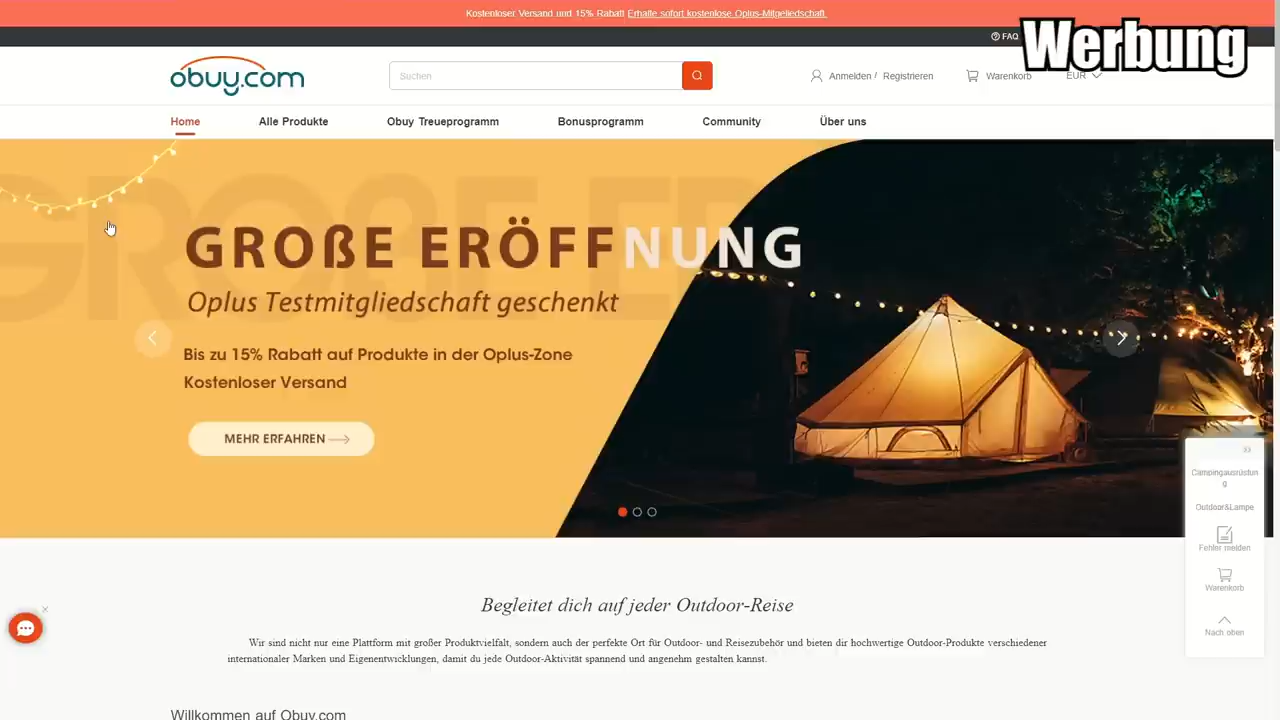 Kostenloser Versand und 15% Rabatt Erhalte sofort kostenlose Oplus-Mitgliedschaft.
FAQ
Werbung
obuy.com
Suchen
Anmelden / Registrieren
Warenkorb
EUR
Home
Alle Produkte
Obuy Treueprogramm
Bonusprogramm
Community
Über uns
GROßE ER
GROßE ERÖFFNUNG
Oplus Testmitgliedschaft geschenkt
Bis zu 15% Rabatt auf Produkte in der Oplus-Zone
Kostenloser Versand
MEHR ERFAHREN
Campingausrüstun
g
Outdoor&Lampe
Fehler melden
Warenkorb
Nach oben
Begleitet dich auf jeder Outdoor-Reise
Wir sind nicht nur eine Plattform mit großer Produktvielfalt, sondern auch der perfekte Ort für Outdoor- und Reisezubehör und bieten dir hochwertige Outdoor-Produkte verschiedener
internationaler Marken und Eigenentwicklungen, damit du jede Outdoor-Aktivität spannend und angenehm gestalten kannst.
Willkommen auf Obuy.com